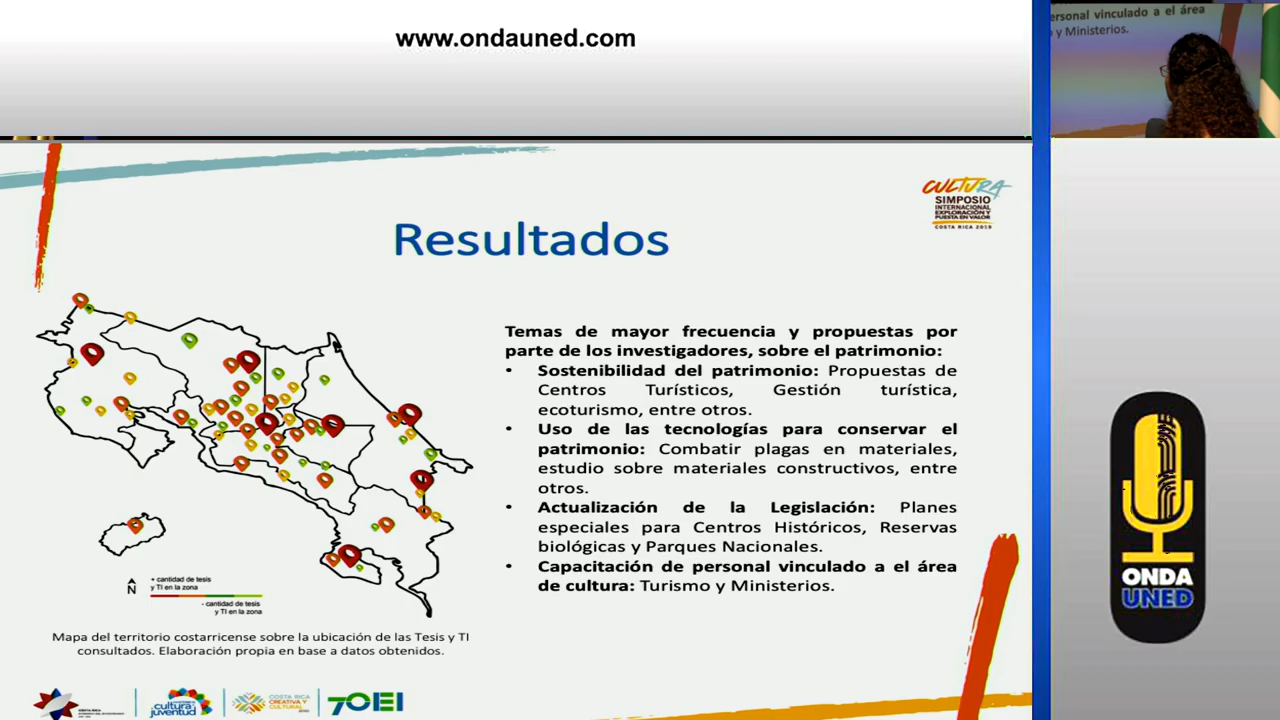 www.ondauned.com
ersonal vinculado a el área
y Ministerios.
CULTURA
SIMPOSIO
INTERNACIONAL
EXPLORACIÓN Y
PUESTA EN VALOR
COSTA RICA 2019
Resultados
Temas de mayor frecuencia y propuestas por
parte de los investigadores, sobre el patrimonio:
• Sostenibilidad del patrimonio: Propuestas de
Centros Turísticos, Gestión turística,
ecoturismo, entre otros.
• Uso de las tecnologías para conservar el
patrimonio: Combatir plagas en materiales,
estudio sobre materiales constructivos, entre
otros.
• Actualización de la Legislación: Planes
especiales para Centros Históricos, Reservas
biológicas y Parques Nacionales.
• Capacitación de personal vinculado a el área
de cultura: Turismo y Ministerios.
N
+ cantidad de tesis
y TI en la zona
- cantidad de tesis
y TI en la zona
Mapa del territorio costarricense sobre la ubicación de las Tesis y TI
consultados. Elaboración propia en base a datos obtenidos.
COSTA RICA
cultura
juventud
COSTA RICA
CREATIVA Y
CULTURAL
70EI
ONDA
UNED